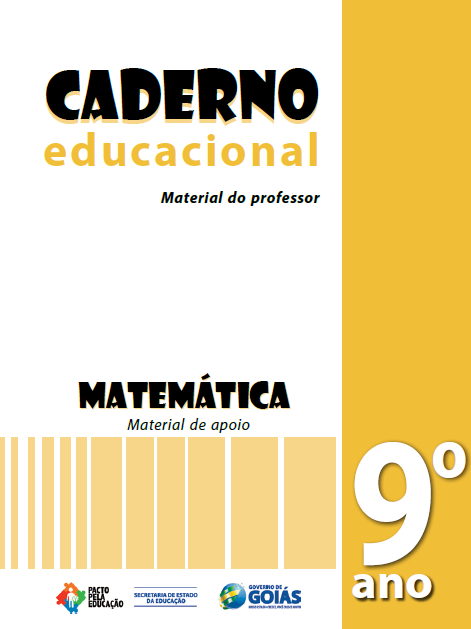 CADERNO
educacional
Material do professor
MATEMÁTICA
Material de apoio
9º
ano
PACTO
PELA
EDUCAÇÃO
SECRETARIA DE ESTADO
DA EDUCAÇÃO
GOVERNO DE
GOIÁS